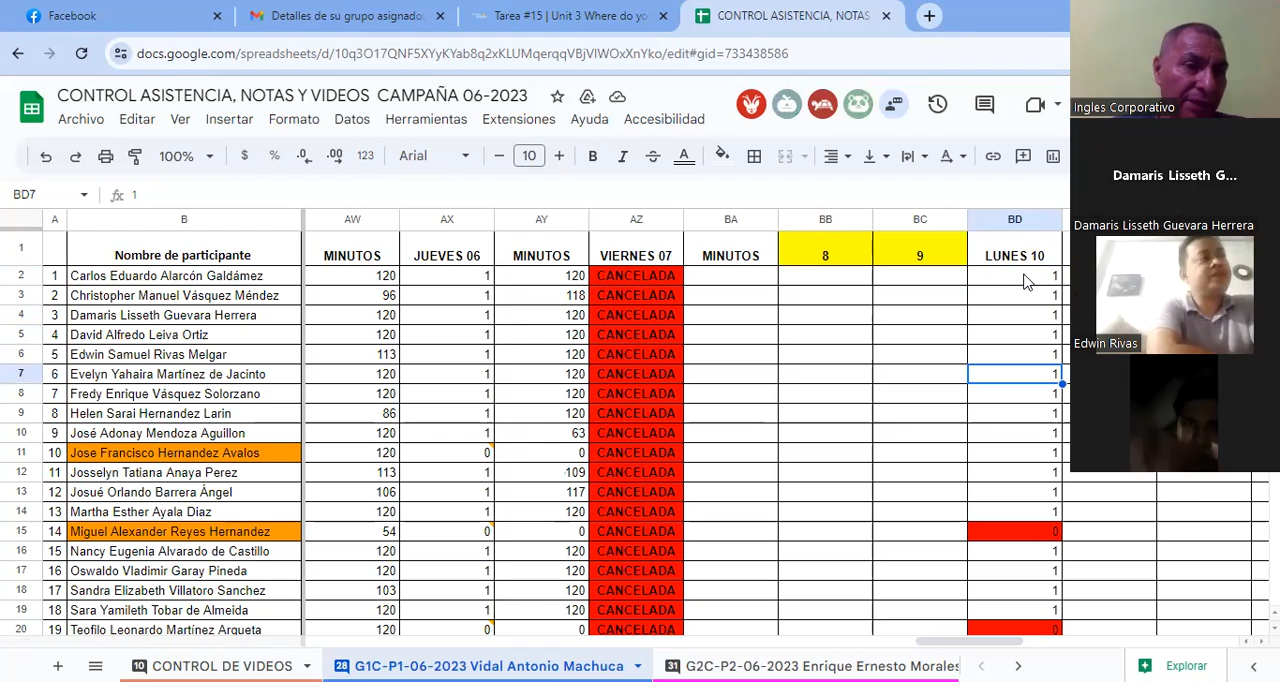 Facebook
Detalles de su grupo asignado
Tarea #15 | Unit 3 Where do yo
CONTROL ASISTENCIA, NOTAS
docs.google.com/spreadsheets/d/10q3O17QNF5XYyKYab8q2xKLUMqerqqVBjVIWOxXnYko/edit#gid=733438586
CONTROL ASISTENCIA, NOTAS Y VIDEOS CAMPAÑA 06-2023
Archivo Editar Ver Insertar Formato Datos Herramientas Extensiones Ayuda Accesibilidad
100% $ % .0 .00 123 Arial 10 B I A
BD7 fx 1
A B AW AX AY AZ BA BB BC BD
1 Nombre de participante MINUTOS JUEVES 06 MINUTOS VIERNES 07 MINUTOS 8 9 LUNES 10
2 1 Carlos Eduardo Alarcón Galdámez 120 1 120 CANCELADA 1
3 2 Christopher Manuel Vásquez Méndez 96 1 118 CANCELADA 1
4 3 Damaris Lisseth Guevara Herrera 120 1 120 CANCELADA 1
5 4 David Alfredo Leiva Ortiz 120 1 120 CANCELADA 1
6 5 Edwin Samuel Rivas Melgar 113 1 120 CANCELADA 1
7 6 Evelyn Yahaira Martínez de Jacinto 120 1 120 CANCELADA 1
8 7 Fredy Enrique Vásquez Solorzano 120 1 120 CANCELADA 1
9 8 Helen Sarai Hernandez Larin 86 1 120 CANCELADA 1
10 9 José Adonay Mendoza Aguillon 120 1 63 CANCELADA 1
11 10 Jose Francisco Hernandez Avalos 120 0 0 CANCELADA 1
12 11 Josselyn Tatiana Anaya Perez 113 1 109 CANCELADA 1
13 12 Josué Orlando Barrera Ángel 106 1 117 CANCELADA 1
14 13 Martha Esther Ayala Diaz 120 1 120 CANCELADA 1
15 14 Miguel Alexander Reyes Hernandez 54 0 0 CANCELADA 0
16 15 Nancy Eugenia Alvarado de Castillo 120 1 120 CANCELADA 1
17 16 Oswaldo Vladimir Garay Pineda 120 1 120 CANCELADA 1
18 17 Sandra Elizabeth Villatoro Sanchez 103 1 120 CANCELADA 1
19 18 Sara Yamileth Tobar de Almeida 120 1 120 CANCELADA 1
20 19 Teofilo Leonardo Martínez Argueta 120 0 0 CANCELADA 0
10 CONTROL DE VIDEOS
28 G1C-P1-06-2023 Vidal Antonio Machuca
31 G2C-P2-06-2023 Enrique Ernesto Morales
Explorar
Ingles Corporativo
Damaris Lisseth G...
Damaris Lisseth Guevara Herrera
Edwin Rivas